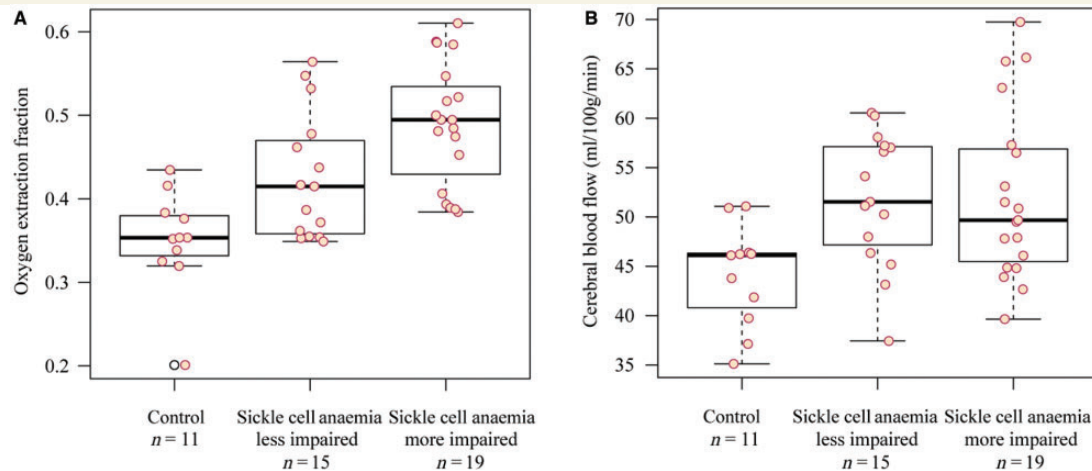 A
Oxygen extraction fraction
0.6
0.5
0.4
0.3
0.2
Control
n = 11
Sickle cell anaemia
less impaired
n = 15
Sickle cell anaemia
more impaired
n = 19
B
Cerebral blood flow (ml/100g/min)
70
65
60
55
50
45
40
35
Control
n = 11
Sickle cell anaemia
less impaired
n = 15
Sickle cell anaemia
more impaired
n = 19